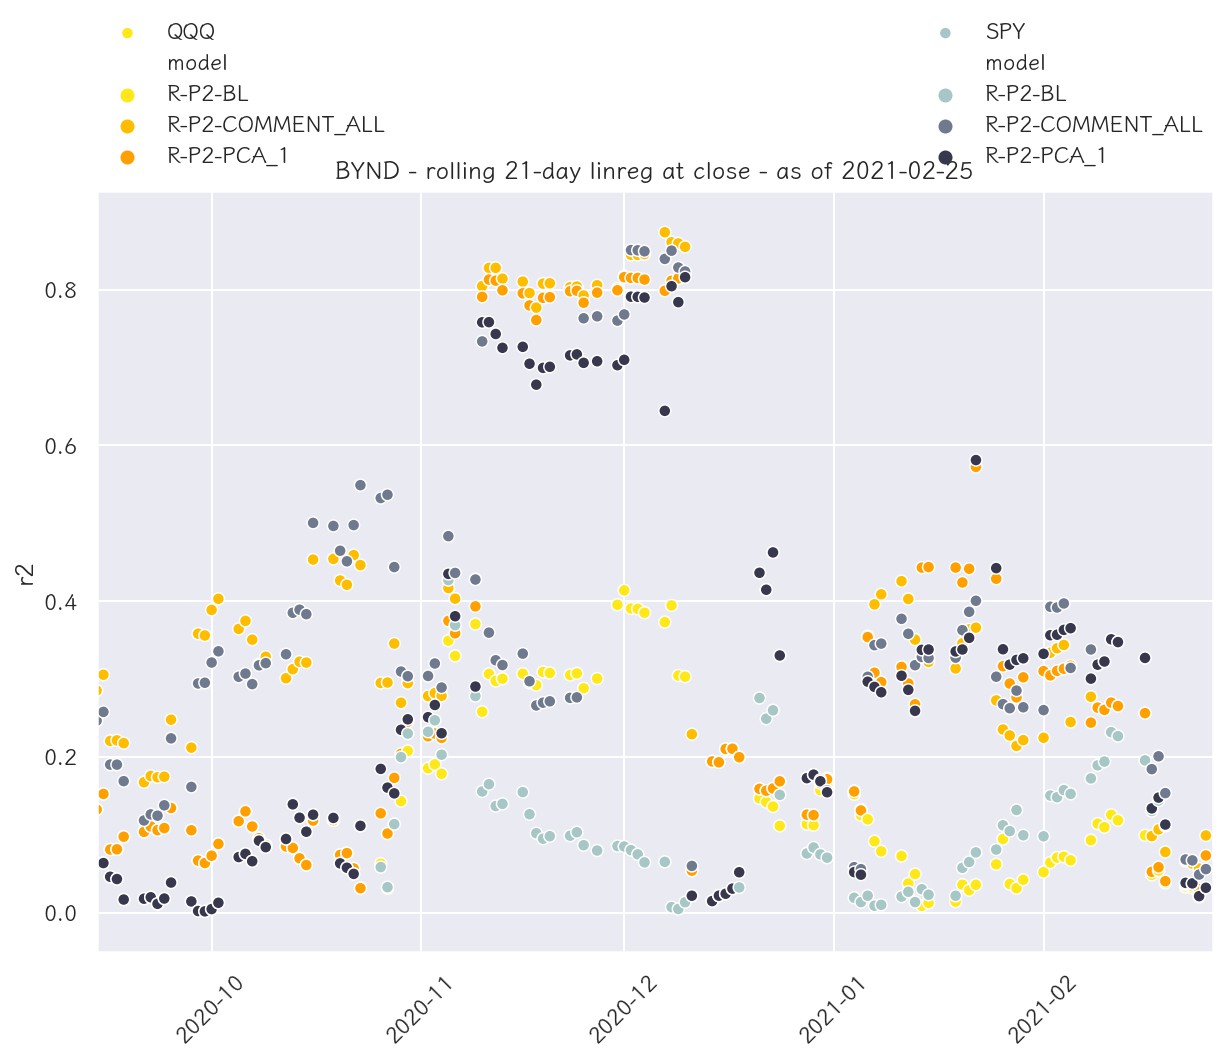 QQQ
model
R-P2-BL
R-P2-COMMENT_ALL
R-P2-PCA_1
SPY
model
R-P2-BL
R-P2-COMMENT_ALL
R-P2-PCA_1
BYND - rolling 21-day linreg at close - as of 2021-02-25
r2
0.8
0.6
0.4
0.2
0.0
2020-10
2020-11
2020-12
2021-01
2021-02